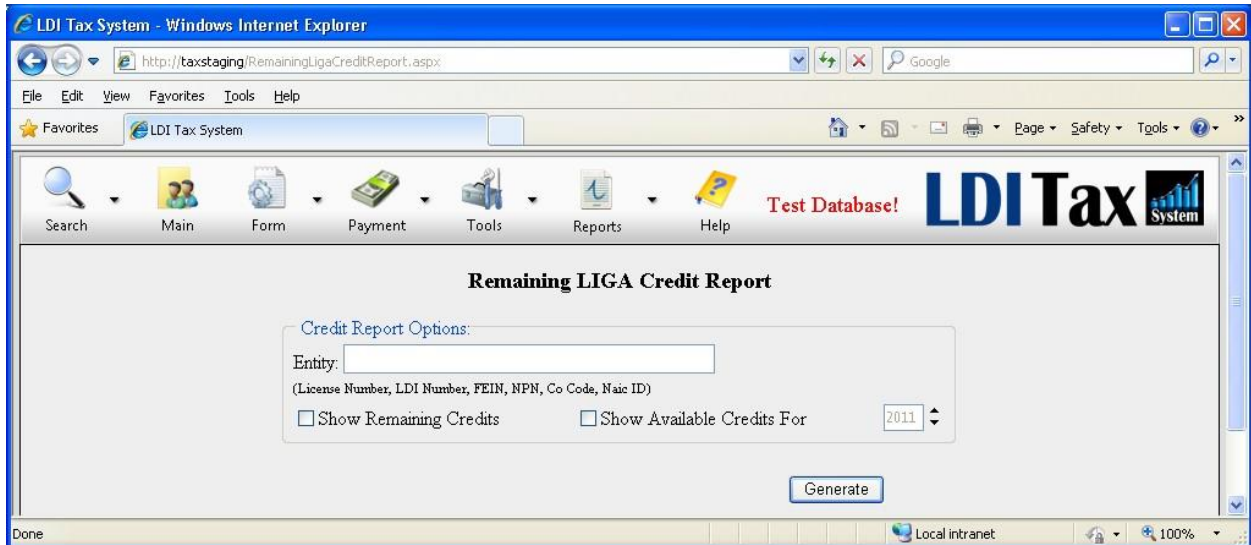 LDI Tax System - Windows Internet Explorer
http://taxstaging/RemainingLigaCreditReport.aspx
Google
File Edit View Favorites Tools Help
Favorites LDI Tax System Page Safety Tools »
Search Main Form Payment Tools Reports Help Test Database! LDI Tax System
Remaining LIGA Credit Report
Credit Report Options:
Entity:
(License Number, LDI Number, FEIN, NPN, Co Code, Naic ID)
Show Remaining Credits Show Available Credits For 2011
Generate
Done Local intranet 100%